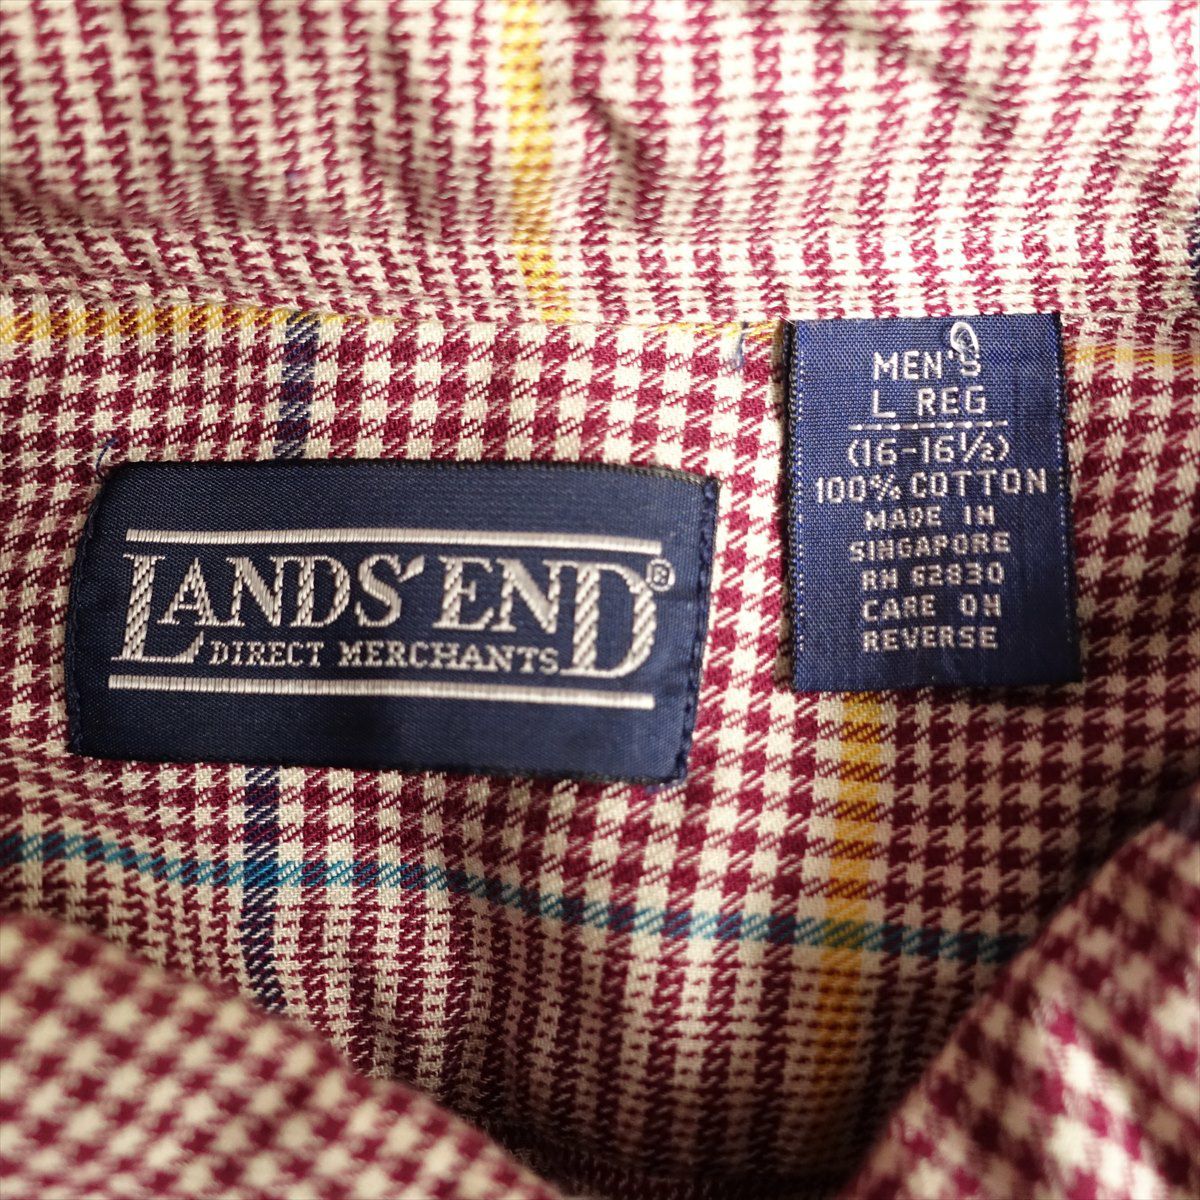 LANDS' END®
DIRECT MERCHANTS
MEN'S
L REG
(16-16½)
100% COTTON
MADE IN
SINGAPORE
RN 62830
CARE ON
REVERSE